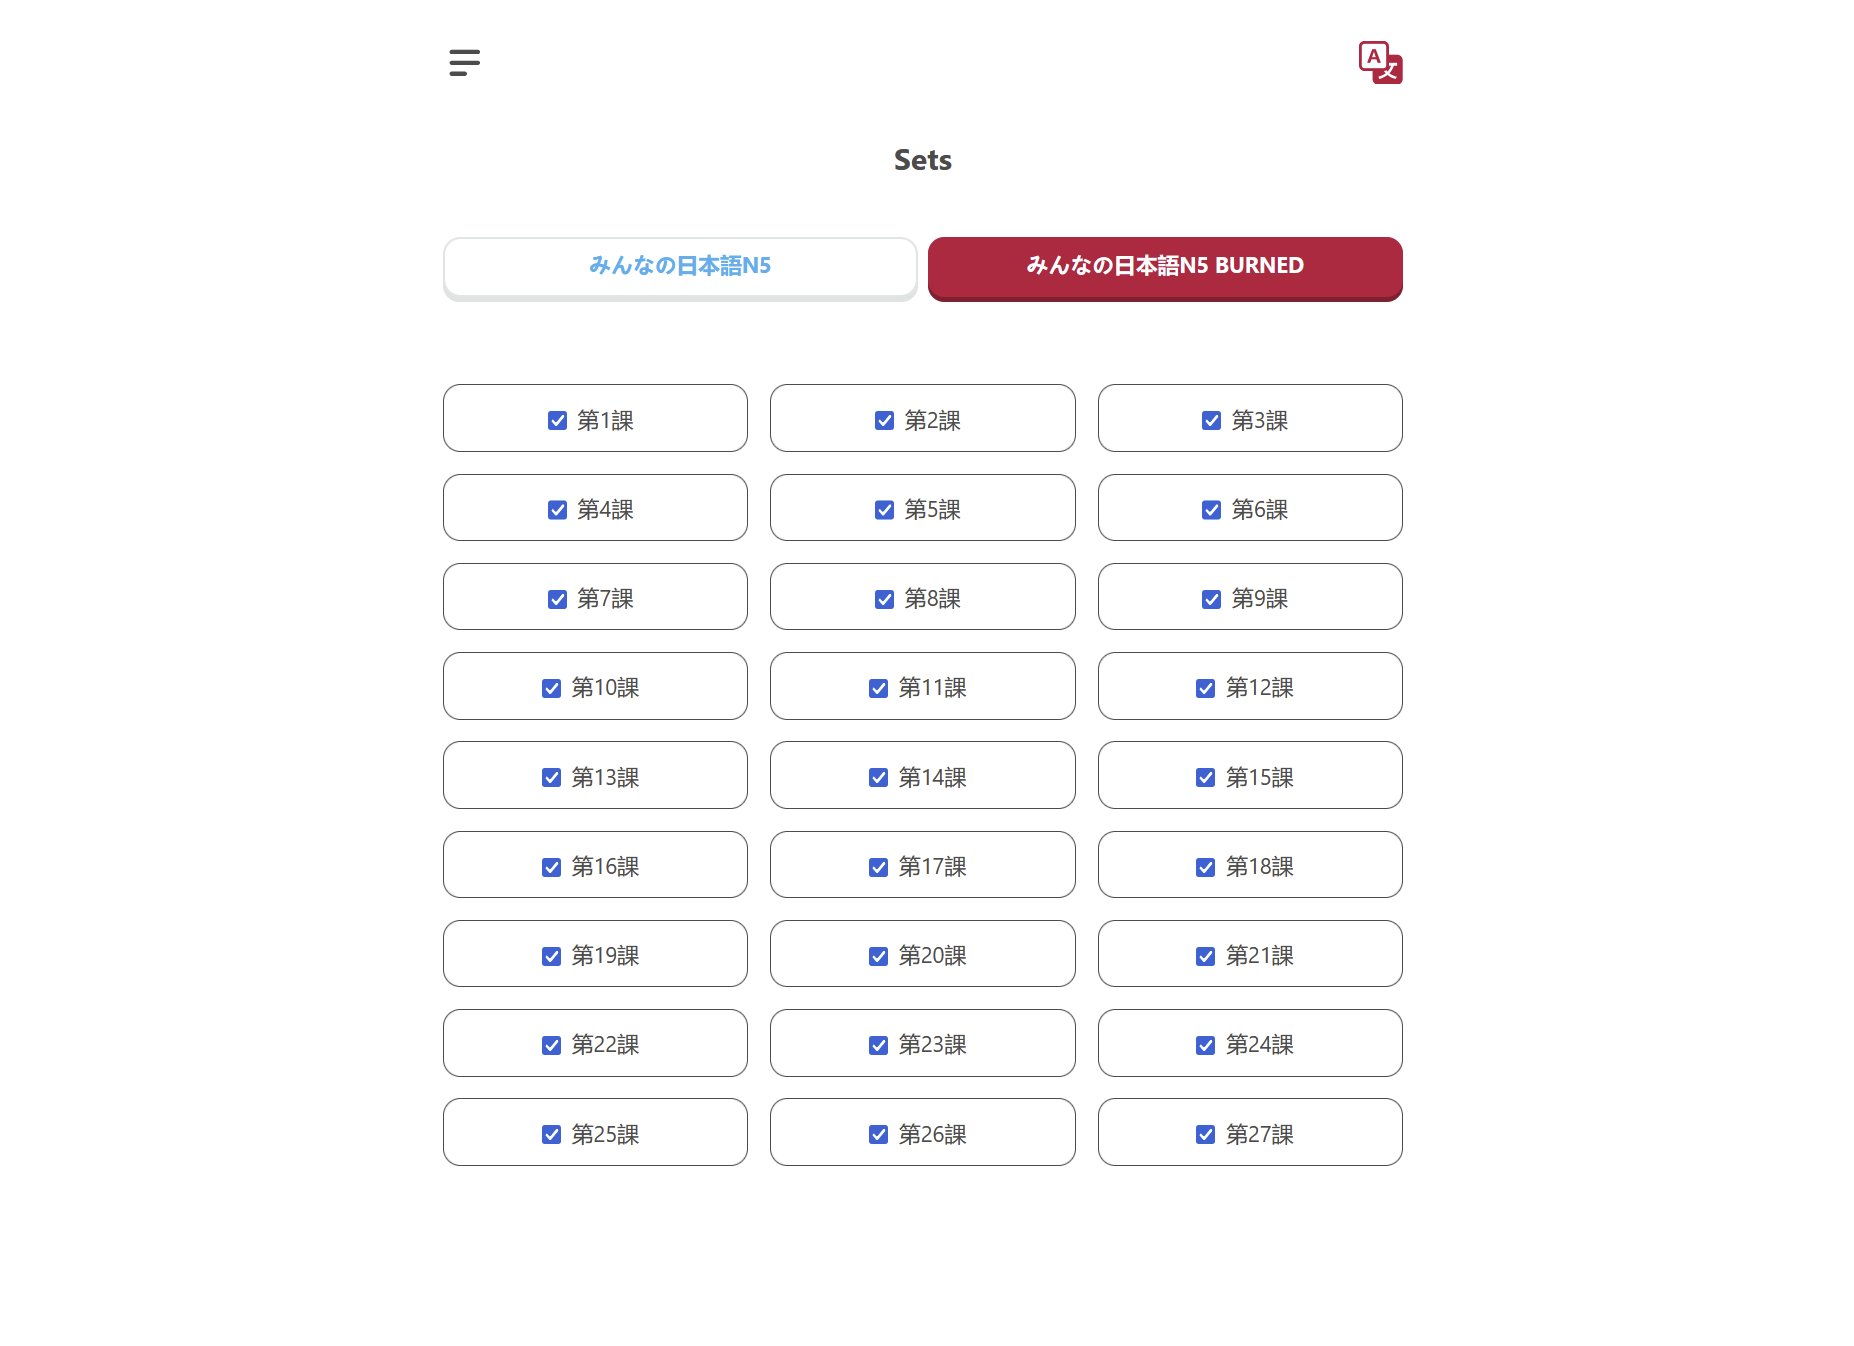 A
文
Sets
みんなの日本語N5
みんなの日本語N5 BURNED
第1課
第2課
第3課
第4課
第5課
第6課
第7課
第8課
第9課
第10課
第11課
第12課
第13課
第14課
第15課
第16課
第17課
第18課
第19課
第20課
第21課
第22課
第23課
第24課
第25課
第26課
第27課